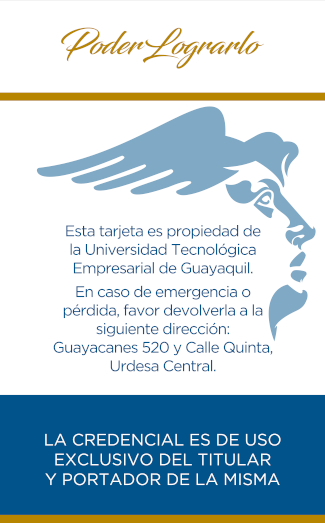 Poder Lograrlo
Esta tarjeta es propiedad de
la Universidad Tecnológica
Empresarial de Guayaquil.
En caso de emergencia o
pérdida, favor devolverla a la
siguiente dirección:
Guayacanes 520 y Calle Quinta,
Urdesa Central.
LA CREDENCIAL ES DE USO
EXCLUSIVO DEL TITULAR
Y PORTADOR DE LA MISMA